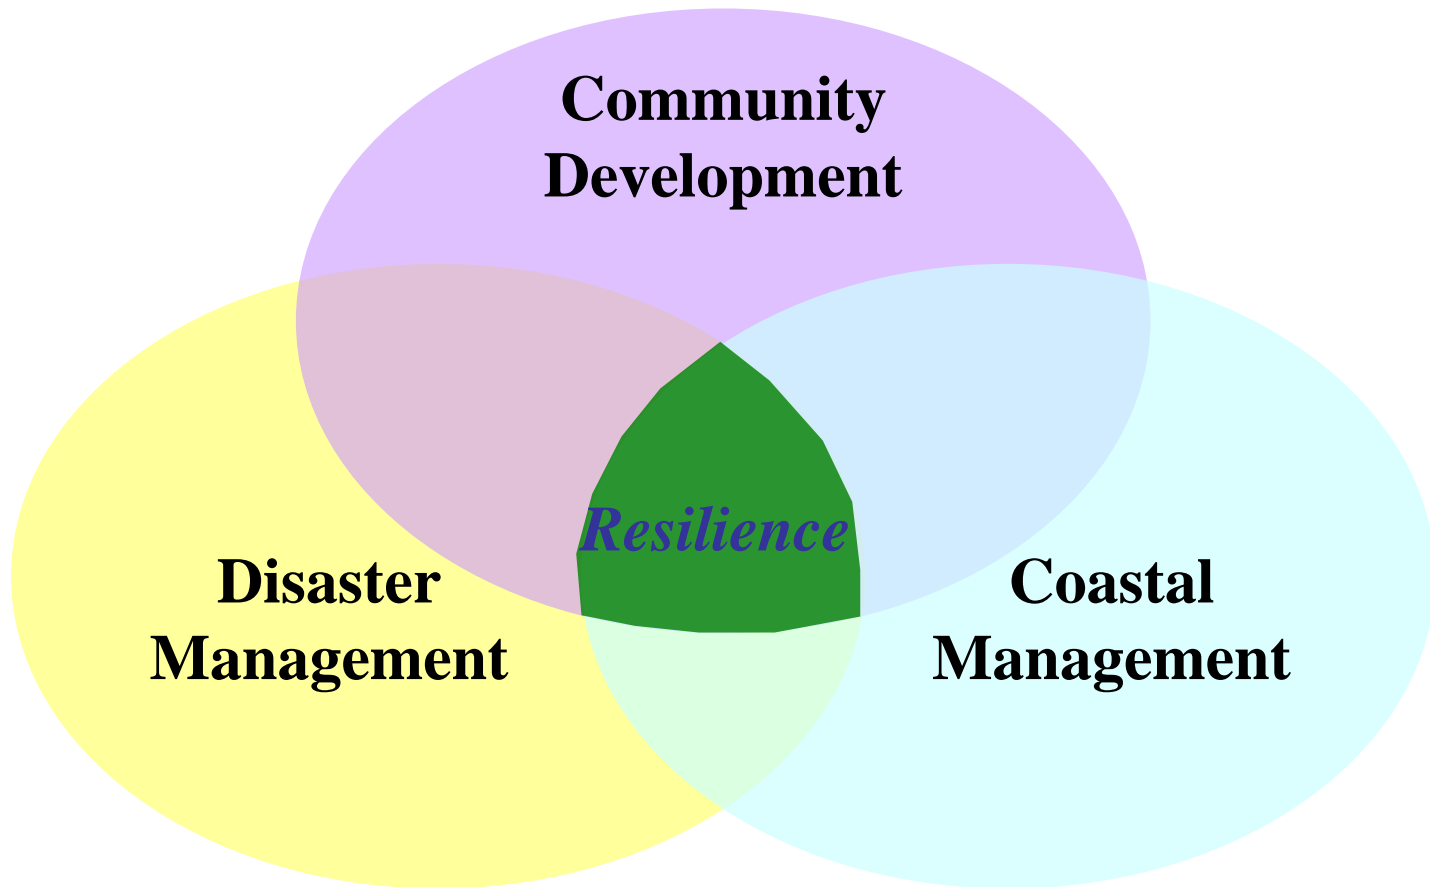 Community
Development
Resilience
Disaster
Management
Coastal
Management